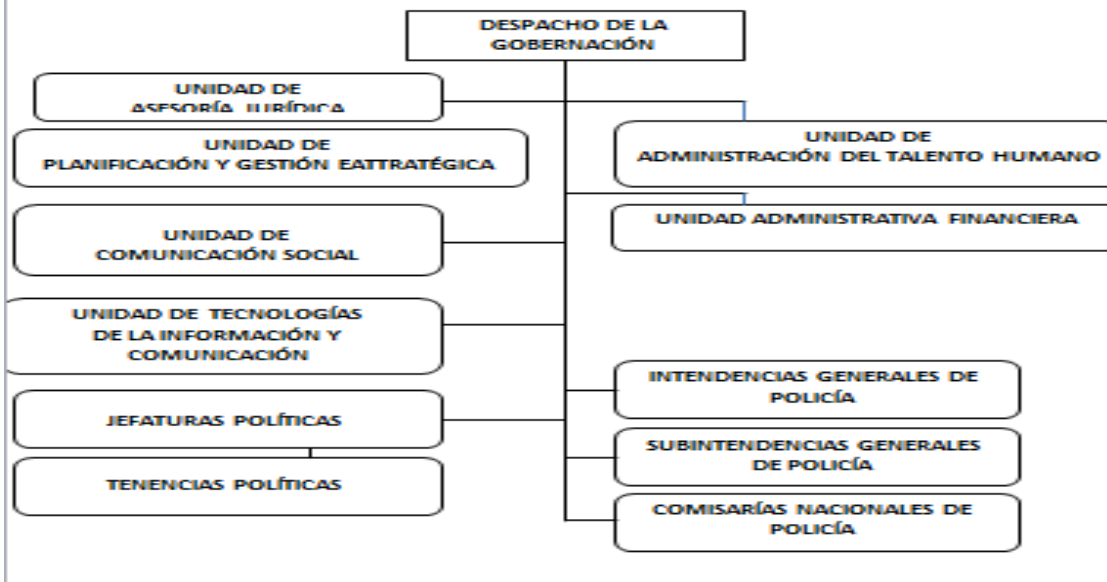 DESPACHO DE LA
GOBERNACIÓN
UNIDAD DE
ASESORÍA JURÍDICA
UNIDAD DE
PLANIFICACIÓN Y GESTIÓN EATTRATÉGICA
UNIDAD DE
ADMINISTRACIÓN DEL TALENTO HUMANO
UNIDAD ADMINISTRATIVA FINANCIERA
UNIDAD DE
COMUNICACIÓN SOCIAL
UNIDAD DE TECNOLOGÍAS
DE LA INFORMACIÓN Y
COMUNICACIÓN
INTENDENCIAS GENERALES DE
POLICÍA
JEFATURAS POLÍTICAS
SUBINTENDENCIAS GENERALES
DE POLICÍA
TENENCIAS POLÍTICAS
COMISARÍAS NACIONALES DE
POLICÍA